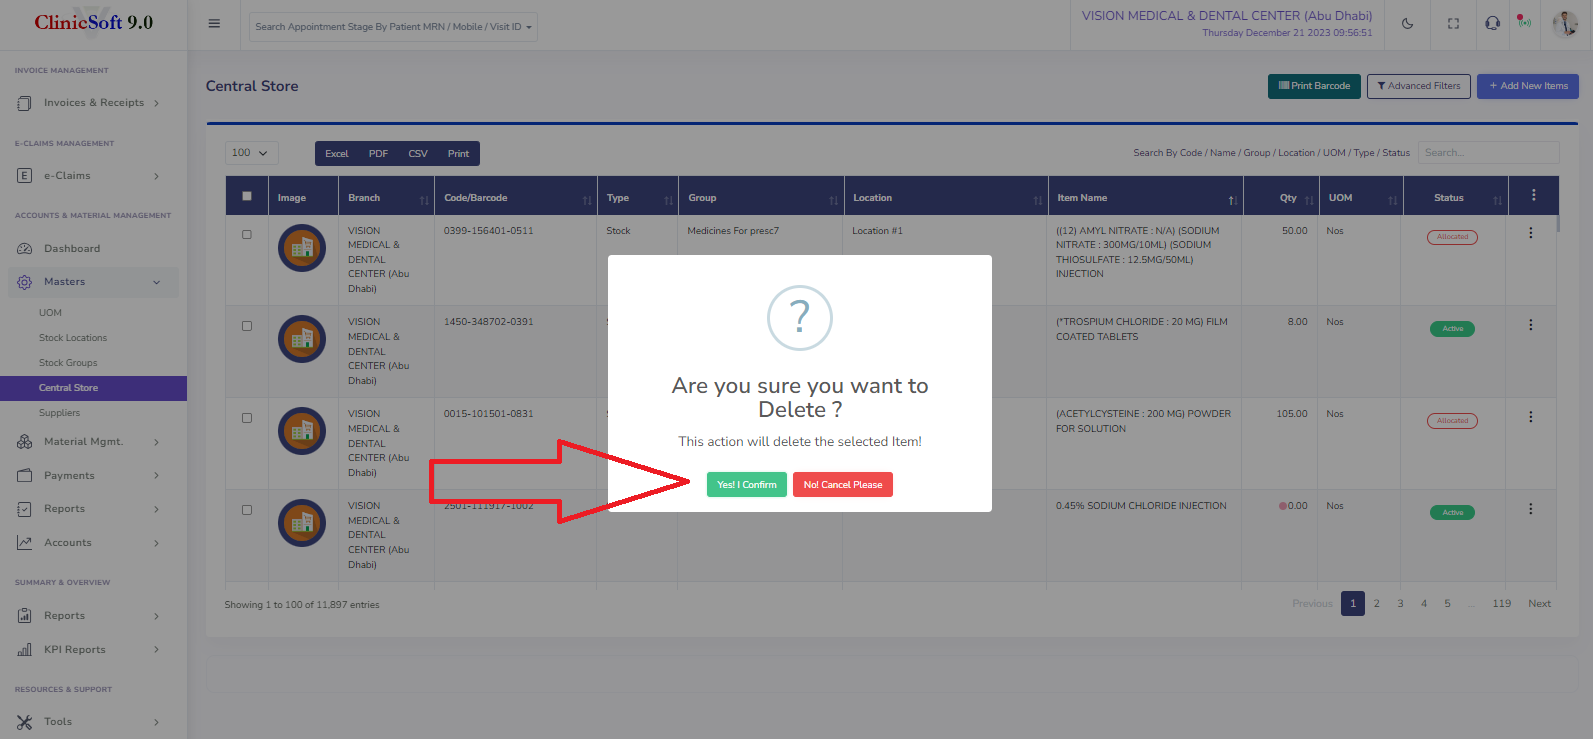 ClinicSoft 9.0
Search Appointment Stage By Patient MRN / Mobile / Visit ID
VISION MEDICAL & DENTAL CENTER (Abu Dhabi)
Thursday December 21 2023 09:56:51
INVOICE MANAGEMENT
Invoices & Receipts
E-CLAIMS MANAGEMENT
e-Claims
ACCOUNTS & MATERIAL MANAGEMENT
Dashboard
Masters
UOM
Stock Locations
Stock Groups
Central Store
Suppliers
Material Mgmt.
Payments
Reports
Accounts
SUMMARY & OVERVIEW
Reports
KPI Reports
RESOURCES & SUPPORT
Tools
Central Store
Print Barcode
Advanced Filters
+ Add New Items
100
Excel PDF CSV Print
Search By Code / Name / Group / Location / UOM / Type / Status
Search...
Image Branch Code/Barcode Type Group Location Item Name Qty UOM Status
VISION
MEDICAL &
DENTAL
CENTER (Abu
Dhabi)
0399-156401-0511
Stock
Medicines For presc7
Location #1
((12) AMYL NITRATE : N/A) (SODIUM
NITRATE : 300MG/10ML) (SODIUM
THIOSULFATE : 12.5MG/50ML)
INJECTION
50.00
Nos
Allocated
VISION
MEDICAL &
DENTAL
CENTER (Abu
Dhabi)
1450-348702-0391
(*TROSPIUM CHLORIDE : 20 MG) FILM
COATED TABLETS
8.00
Nos
Active
VISION
MEDICAL &
DENTAL
CENTER (Abu
Dhabi)
0015-101501-0831
(ACETYLCYSTEINE : 200 MG) POWDER
FOR SOLUTION
105.00
Nos
Allocated
VISION
MEDICAL &
DENTAL
CENTER (Abu
Dhabi)
2501-111917-1002
0.45% SODIUM CHLORIDE INJECTION
0.00
Nos
Active
?
Are you sure you want to
Delete ?
This action will delete the selected Item!
Yes! I Confirm
No! Cancel Please
Showing 1 to 100 of 11,897 entries
Previous 1 2 3 4 5 ... 119 Next